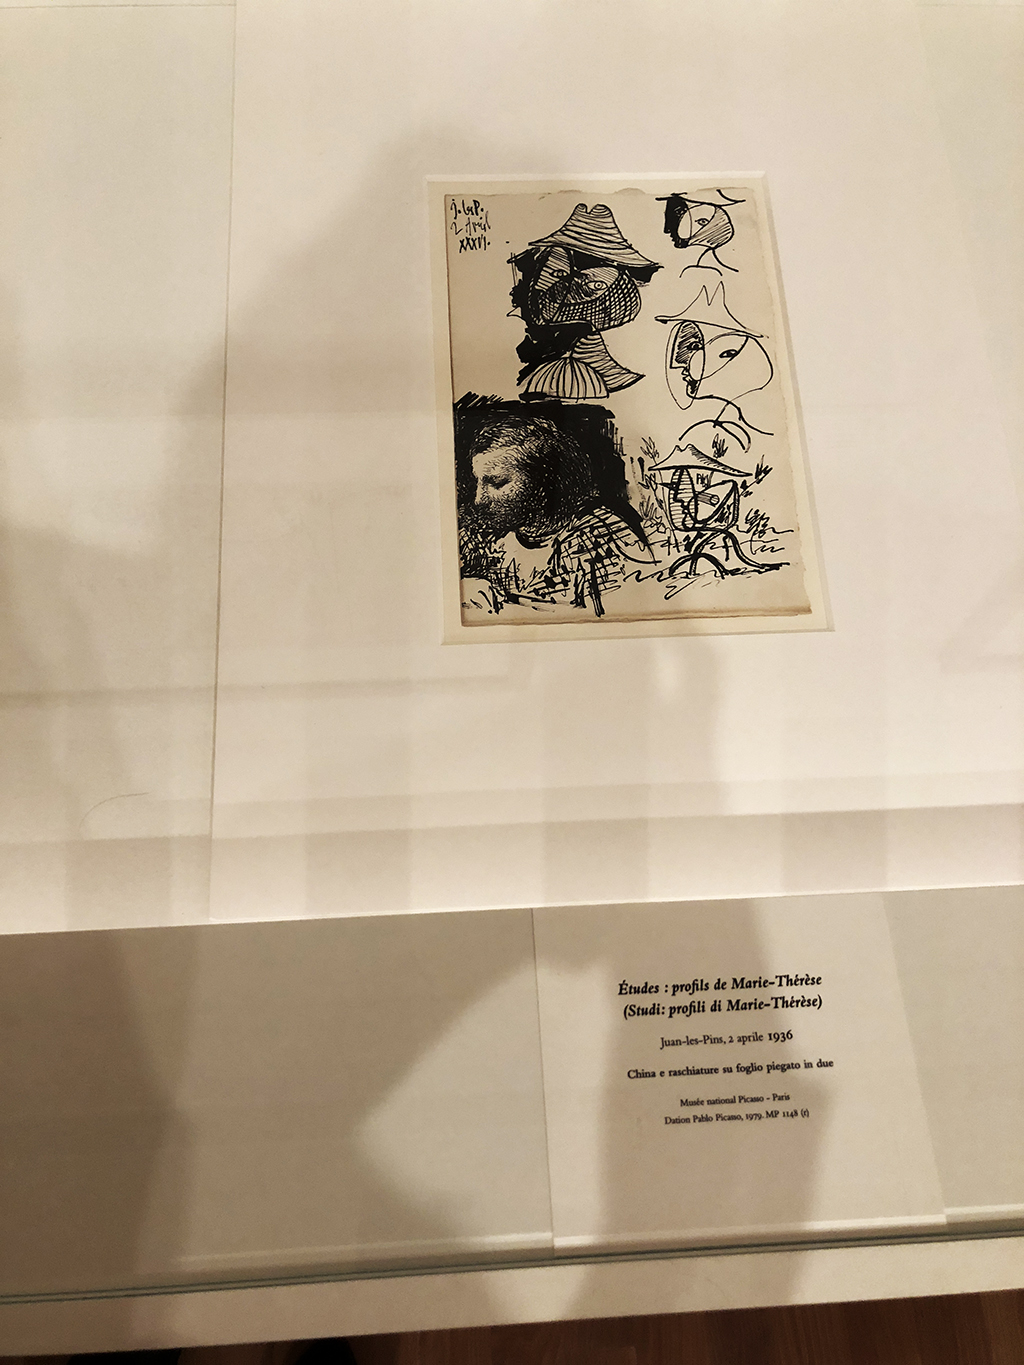 J. les P.
2 Avril
XXXVI.
Études : profils de Marie-Thérèse
(Studi: profili di Marie-Thérèse)
Juan-les-Pins, 2 aprile 1936
China e raschiature su foglio piegato in due
Musée national Picasso - Paris
Dation Pablo Picasso, 1979. MP 1148 (r)